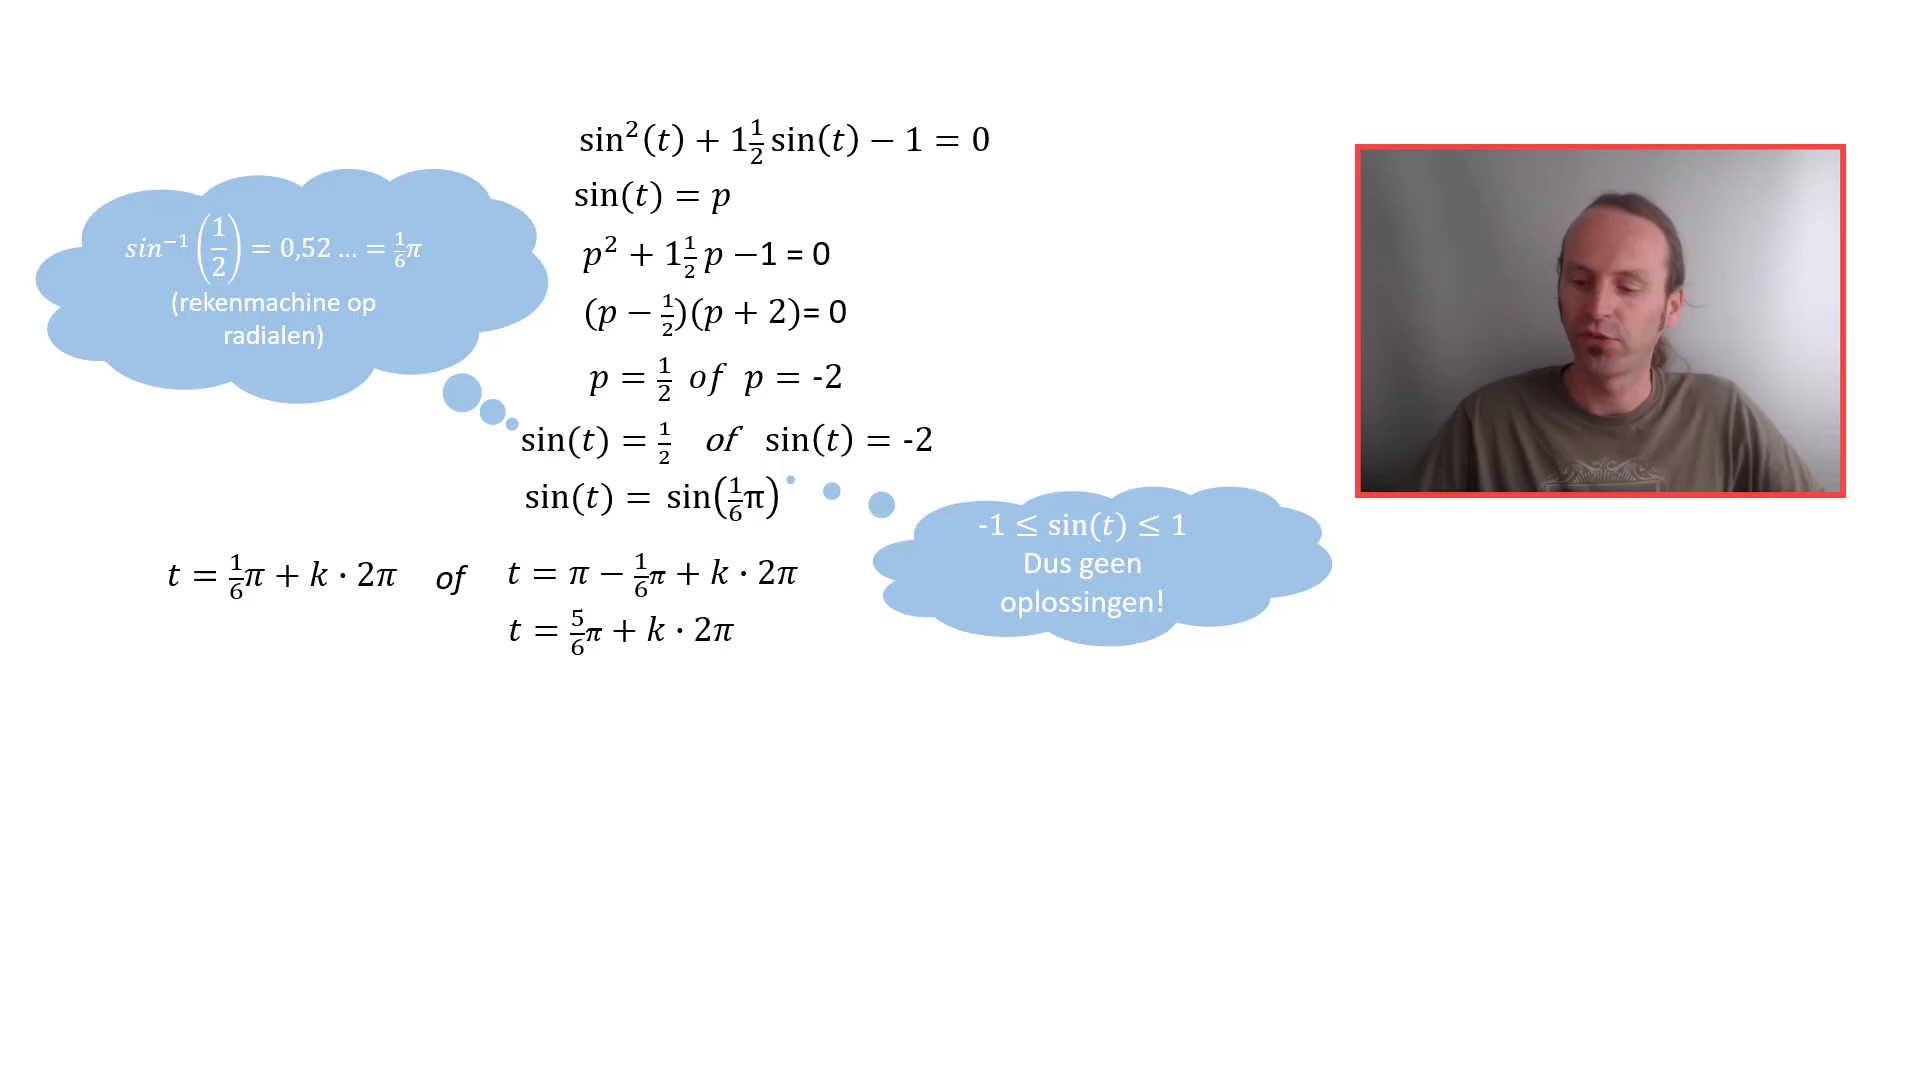 sin²(t) + 1½ sin(t) − 1 = 0
sin(t) = p
p² + 1½ p −1 = 0
(p − ½)(p + 2)= 0
p = ½ of p = -2
sin(t) = ½ of sin(t) = -2
sin(t) = sin(⅙π)
t = ⅙π + k · 2π of t = π − ⅙π + k · 2π
t = ⅚π + k · 2π
sin⁻¹(½) = 0,52 ... = ⅙π
(rekenmachine op
radialen)
-1 ≤ sin(t) ≤ 1
Dus geen
oplossingen!